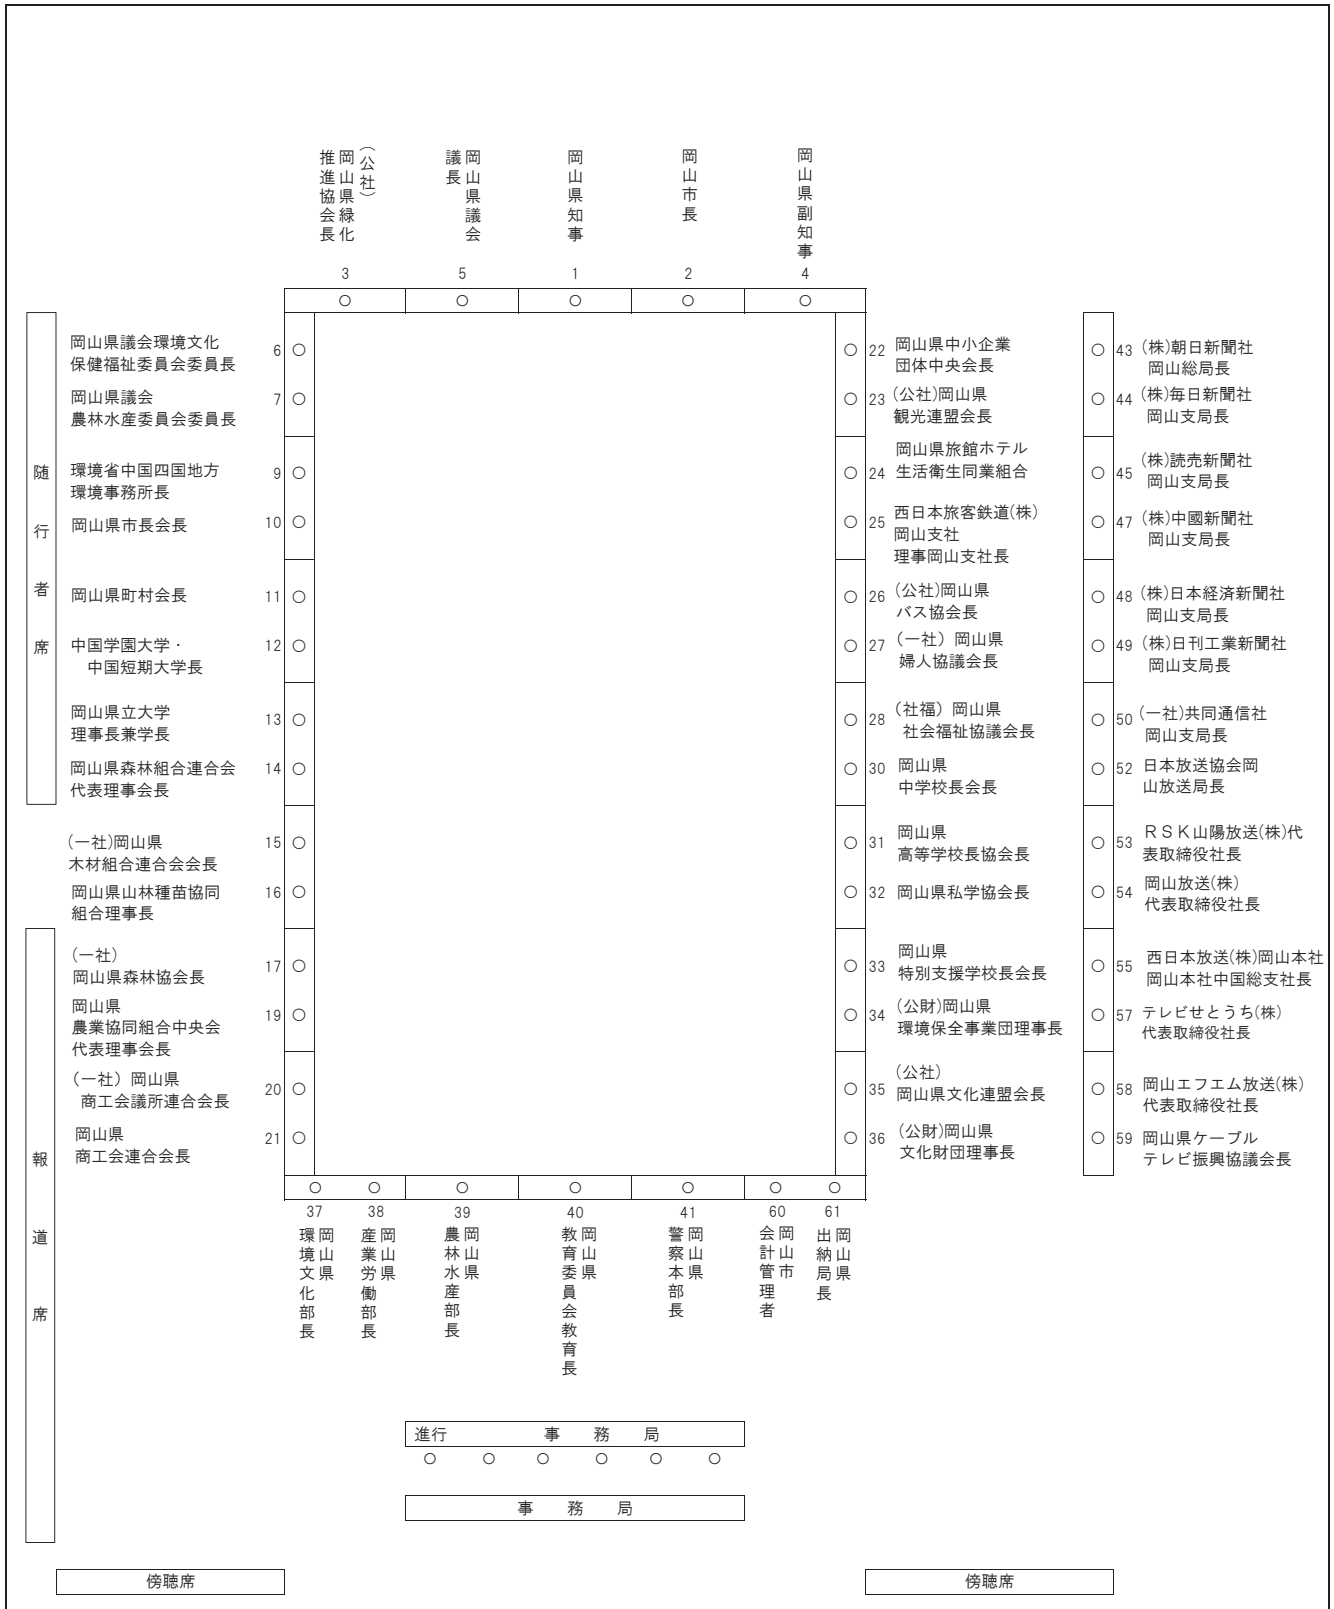 (公社)
岡山県緑化
推進協会長
岡山県議会
議長
岡山県知事
岡山市長
岡山県副知事
3
5
1
2
4
○
○
○
○
○
随行者席
岡山県議会環境文化
保健福祉委員会委員長
6 ○
岡山県議会
農林水産委員会委員長
7 ○
環境省中国四国地方
環境事務所長
9 ○
岡山県市長会長
10 ○
岡山県町村会長
11 ○
中国学園大学・
中国短期大学長
12 ○
岡山県立大学
理事長兼学長
13 ○
岡山県森林組合連合会
代表理事会長
14 ○
(一社)岡山県
木材組合連合会会長
15 ○
岡山県山林種苗協同
組合理事長
16 ○
報道席
(一社)
岡山県森林協会長
17 ○
岡山県
農業協同組合中央会
代表理事会長
19 ○
(一社)岡山県
商工会議所連合会長
20 ○
岡山県
商工会連合会長
21 ○
○ 22
岡山県中小企業
団体中央会長
○ 23
(公社)岡山県
観光連盟会長
○ 24
岡山県旅館ホテル
生活衛生同業組合
○ 25
西日本旅客鉄道(株)
岡山支社
理事岡山支社長
○ 26
(公社)岡山県
バス協会長
○ 27
(一社)岡山県
婦人協議会長
○ 28
(社福)岡山県
社会福祉協議会長
○ 30
岡山県
中学校長会長
○ 31
岡山県
高等学校長協会長
○ 32
岡山県私学協会長
○ 33
岡山県
特別支援学校長会長
○ 34
(公財)岡山県
環境保全事業団理事長
○ 35
(公社)
岡山県文化連盟会長
○ 36
(公財)岡山県
文化財団理事長
○ 43
(株)朝日新聞社
岡山総局長
○ 44
(株)毎日新聞社
岡山支局長
○ 45
(株)読売新聞社
岡山支局長
○ 47
(株)中國新聞社
岡山支局長
○ 48
(株)日本経済新聞社
岡山支局長
○ 49
(株)日刊工業新聞社
岡山支局長
○ 50
(一社)共同通信社
岡山支局長
○ 52
日本放送協会岡
山放送局長
○ 53
RSK山陽放送(株)代
表取締役社長
○ 54
岡山放送(株)
代表取締役社長
○ 55
西日本放送(株)岡山本社
岡山本社中国総支社長
○ 57
テレビせとうち(株)
代表取締役社長
○ 58
岡山エフエム放送(株)
代表取締役社長
○ 59
岡山県ケーブル
テレビ振興協議会長
○
○
○
○
○
○
○
37
38
39
40
41
60
61
岡山県
環境文化部長
岡山県
産業労働部長
岡山県
農林水産部長
岡山県
教育委員会教育長
岡山県
警察本部長
岡山市
会計管理者
岡山県
出納局長
進行 事 務 局
○ ○ ○ ○ ○ ○
事 務 局
傍聴席
傍聴席